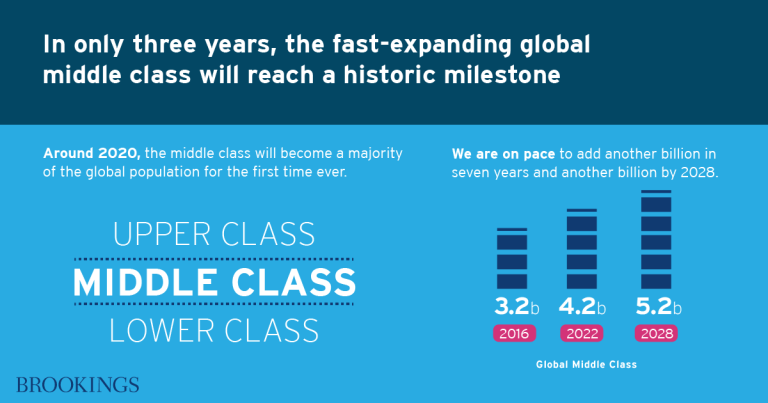 In only three years, the fast-expanding global
middle class will reach a historic milestone
Around 2020, the middle class will become a majority
of the global population for the first time ever.
UPPER CLASS
MIDDLE CLASS
LOWER CLASS
We are on pace to add another billion in
seven years and another billion by 2028.
3.2b 4.2b 5.2b
2016 2022 2028
Global Middle Class
BROOKINGS